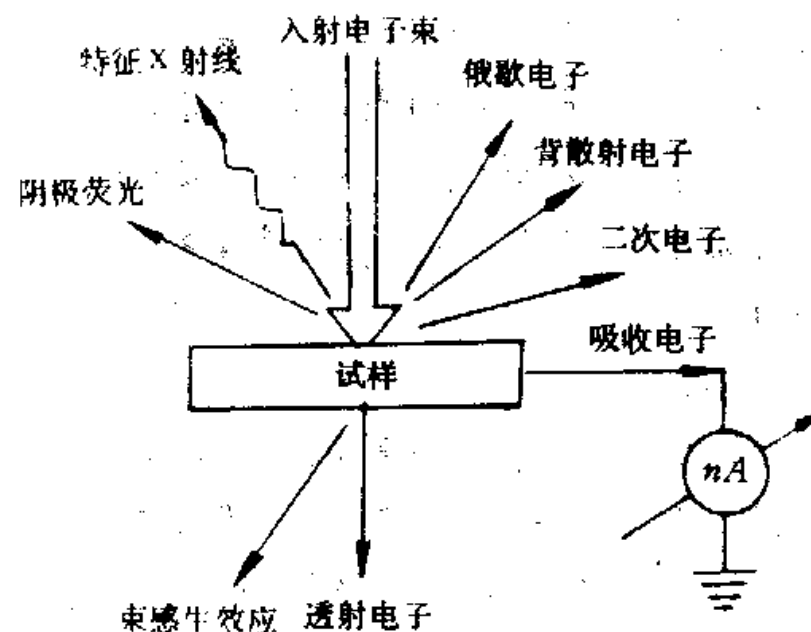 入射电子束
特征 X 射线
俄歇电子
背散射电子
阴极荧光
二次电子
吸收电子
试样
nA
束感生效应 透射电子